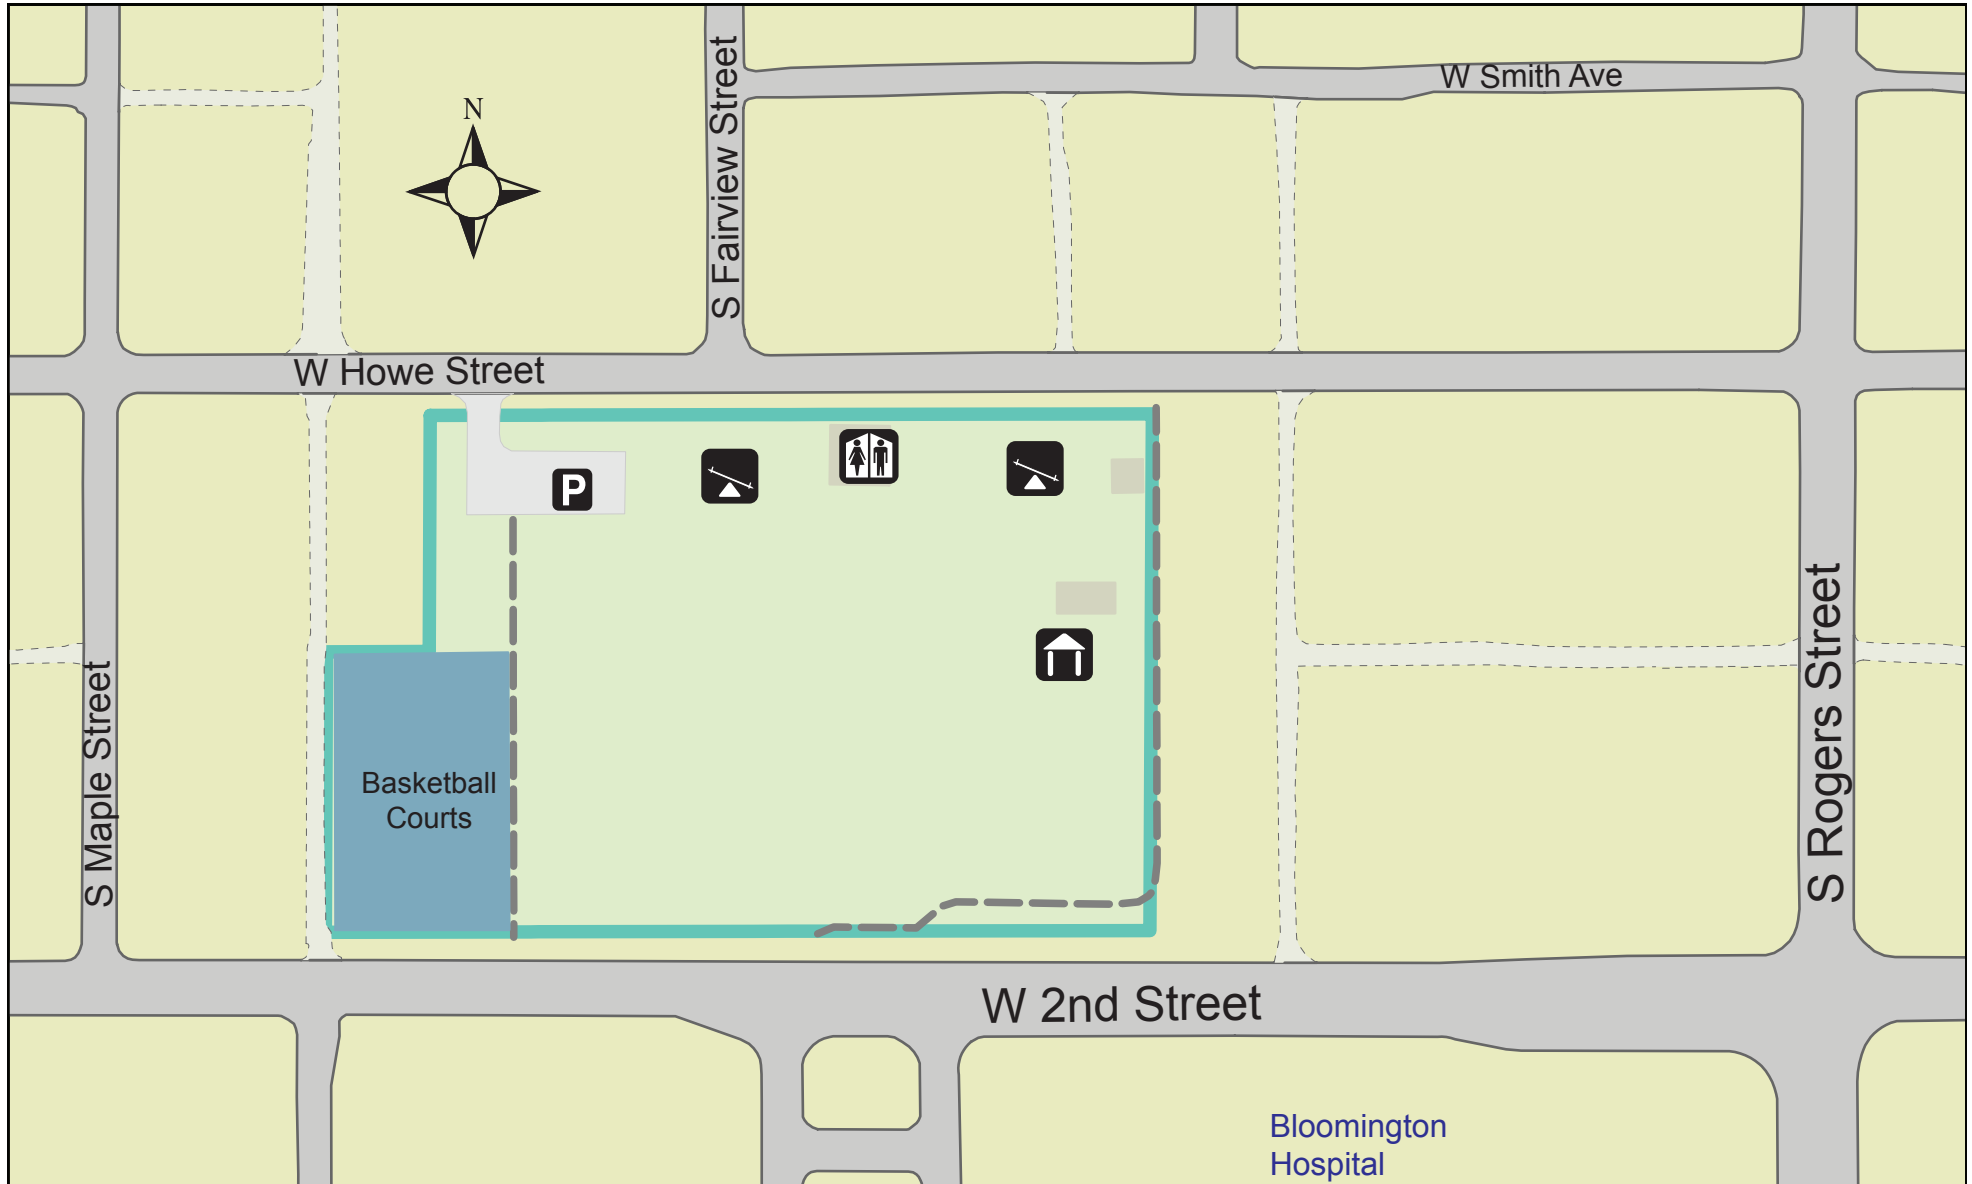 W Smith Ave
N
S Fairview Street
W Howe Street
P
S Rogers Street
S Maple Street
Basketball
Courts
W 2nd Street
Bloomington
Hospital